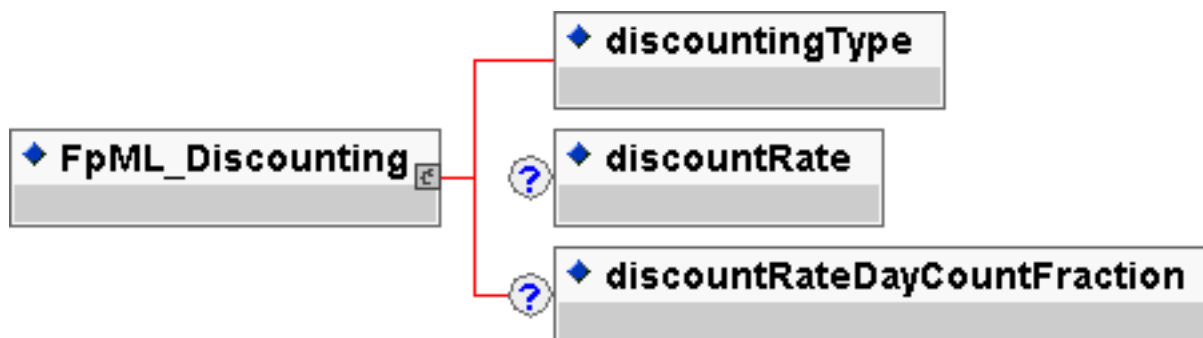 discountingType
FpML_Discounting
?
discountRate
?
discountRateDayCountFraction